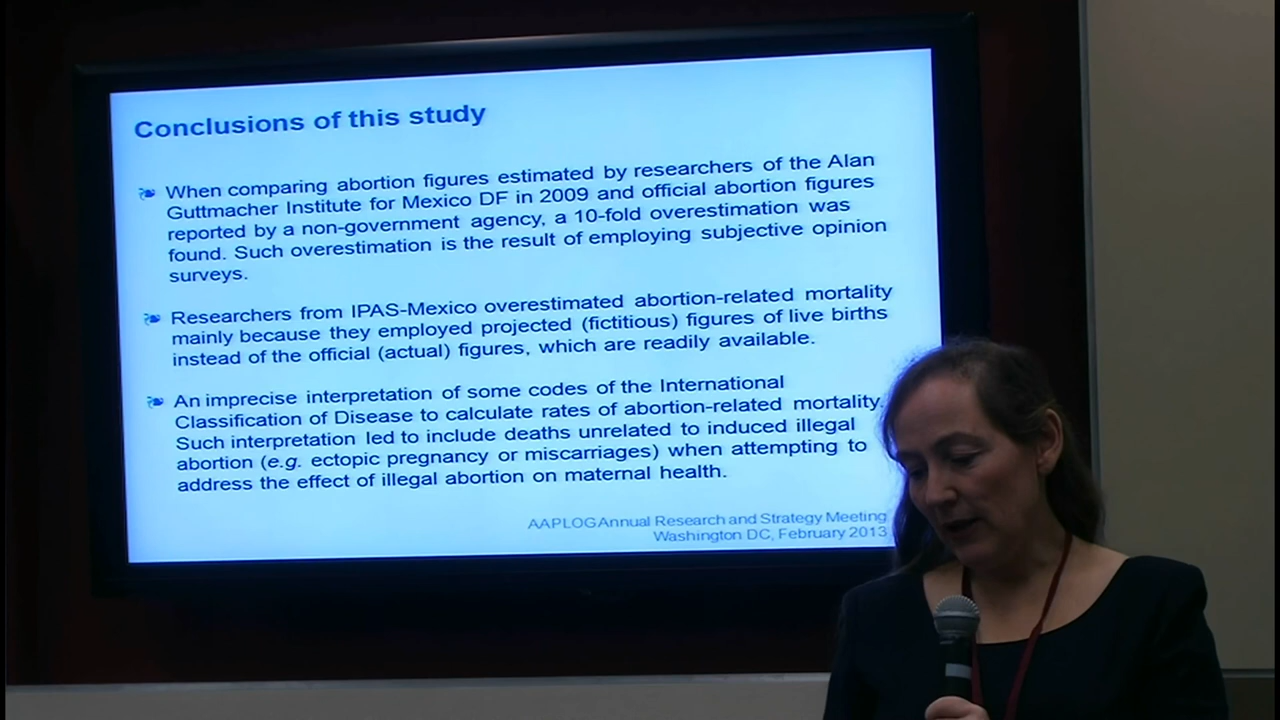 Conclusions of this study
When comparing abortion figures estimated by researchers of the Alan
Guttmacher Institute for Mexico DF in 2009 and official abortion figures
reported by a non-government agency, a 10-fold overestimation was
found. Such overestimation is the result of employing subjective opinion
surveys.
Researchers from IPAS-Mexico overestimated abortion-related mortality
mainly because they employed projected (fictitious) figures of live births
instead of the official (actual) figures, which are readily available.
An imprecise interpretation of some codes of the International
Classification of Disease to calculate rates of abortion-related mortality.
Such interpretation led to include deaths unrelated to induced illegal
abortion (e.g. ectopic pregnancy or miscarriages) when attempting to
address the effect of illegal abortion on maternal health.
AAPLOG Annual Research and Strategy Meeting
Washington DC, February 2013